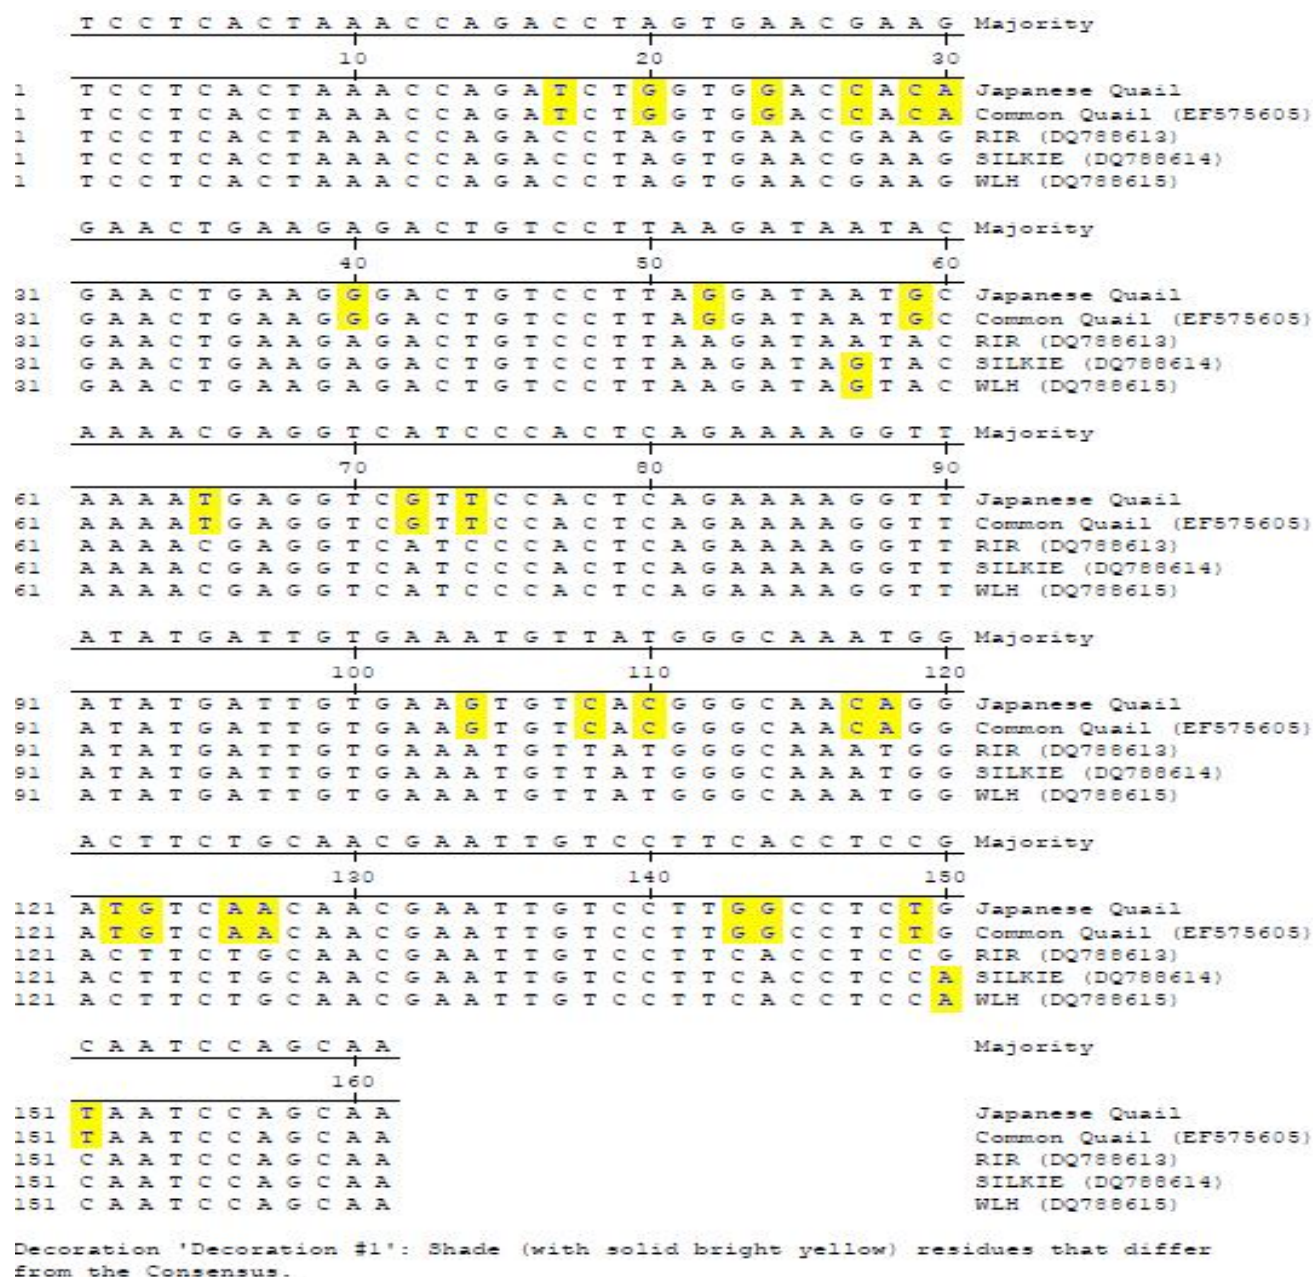 T C C T C A C T A A A C C A G A C C T A G T G A A C G A A G Majority
10 20 30
1 T C C T C A C T A A A C C A G A T C T G G T G G A C C A C A Japanese Quail
1 T C C T C A C T A A A C C A G A T C T G G T G G A C C A C A Common Quail (EF575605)
1 T C C T C A C T A A A C C A G A C C T A G T G A A C G A A G RIR (DQ788613)
1 T C C T C A C T A A A C C A G A C C T A G T G A A C G A A G SILKIE (DQ788614)
1 T C C T C A C T A A A C C A G A C C T A G T G A A C G A A G WLH (DQ788615)
G A A C T G A A G A G A C T G T C C T T A A G A T A A T A C Majority
40 50 60
31 G A A C T G A A G G G A C T G T C C T T A G G A T A A T G C Japanese Quail
31 G A A C T G A A G G G A C T G T C C T T A G G A T A A T G C Common Quail (EF575605)
31 G A A C T G A A G A G A C T G T C C T T A A G A T A A T A C RIR (DQ788613)
31 G A A C T G A A G A G A C T G T C C T T A A G A T A G T A C SILKIE (DQ788614)
31 G A A C T G A A G A G A C T G T C C T T A A G A T A G T A C WLH (DQ788615)
A A A A C G A G G T C A T C C C A C T C A G A A A A G G T T Majority
70 80 90
61 A A A A T G A G G T C G T T C C A C T C A G A A A A G G T T Japanese Quail
61 A A A A T G A G G T C G T T C C A C T C A G A A A A G G T T Common Quail (EF575605)
61 A A A A C G A G G T C A T C C C A C T C A G A A A A G G T T RIR (DQ788613)
61 A A A A C G A G G T C A T C C C A C T C A G A A A A G G T T SILKIE (DQ788614)
61 A A A A C G A G G T C A T C C C A C T C A G A A A A G G T T WLH (DQ788615)
A T A T G A T T G T G A A A T G T T A T G G G C A A A T G G Majority
100 110 120
91 A T A T G A T T G T G A A G T G T C A C G G G C A A C A G G Japanese Quail
91 A T A T G A T T G T G A A G T G T C A C G G G C A A C A G G Common Quail (EF575605)
91 A T A T G A T T G T G A A A T G T T A T G G G C A A A T G G RIR (DQ788613)
91 A T A T G A T T G T G A A A T G T T A T G G G C A A A T G G SILKIE (DQ788614)
91 A T A T G A T T G T G A A A T G T T A T G G G C A A A T G G WLH (DQ788615)
A C T T C T G C A A C G A A T T G T C C T T C A C C T C C G Majority
130 140 150
121 A T G T C A A C A A C G A A T T G T C C T T G G C C T C T G Japanese Quail
121 A T G T C A A C A A C G A A T T G T C C T T G G C C T C T G Common Quail (EF575605)
121 A C T T C T G C A A C G A A T T G T C C T T C A C C T C C G RIR (DQ788613)
121 A C T T C T G C A A C G A A T T G T C C T T C A C C T C C A SILKIE (DQ788614)
121 A C T T C T G C A A C G A A T T G T C C T T C A C C T C C A WLH (DQ788615)
C A A T C C A G C A A Majority
160
151 T A A T C C A G C A A Japanese Quail
151 T A A T C C A G C A A Common Quail (EF575605)
151 C A A T C C A G C A A RIR (DQ788613)
151 C A A T C C A G C A A SILKIE (DQ788614)
151 C A A T C C A G C A A WLH (DQ788615)
Decoration 'Decoration #1': Shade (with solid bright yellow) residues that differ
from the Consensus.